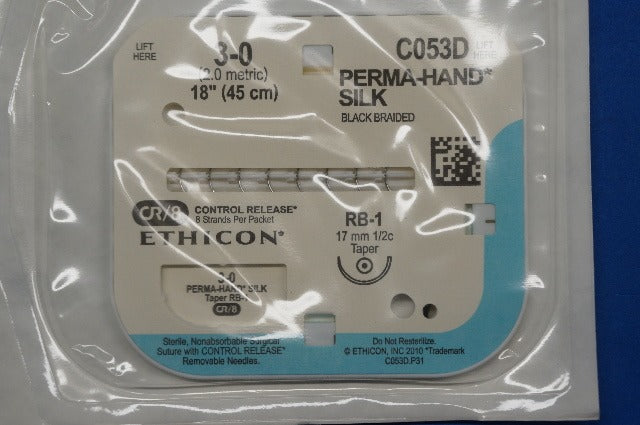 LIFT
HERE
3-0
(2.0 metric)
18" (45 cm)
C053D
LIFT
HERE
PERMA-HAND*
SILK
BLACK BRAIDED
CR/8 CONTROL RELEASE*
8 Strands Per Packet
ETHICON*
RB-1
17 mm 1/2c
Taper
3-0
PERMA-HAND* SILK
Taper RB-1
CR/8
Sterile, Nonabsorbable Surgical
Suture with CONTROL RELEASE*
Removable Needles.
Do Not Resterilize.
© ETHICON, INC 2010 *Trademark
C053D.P31